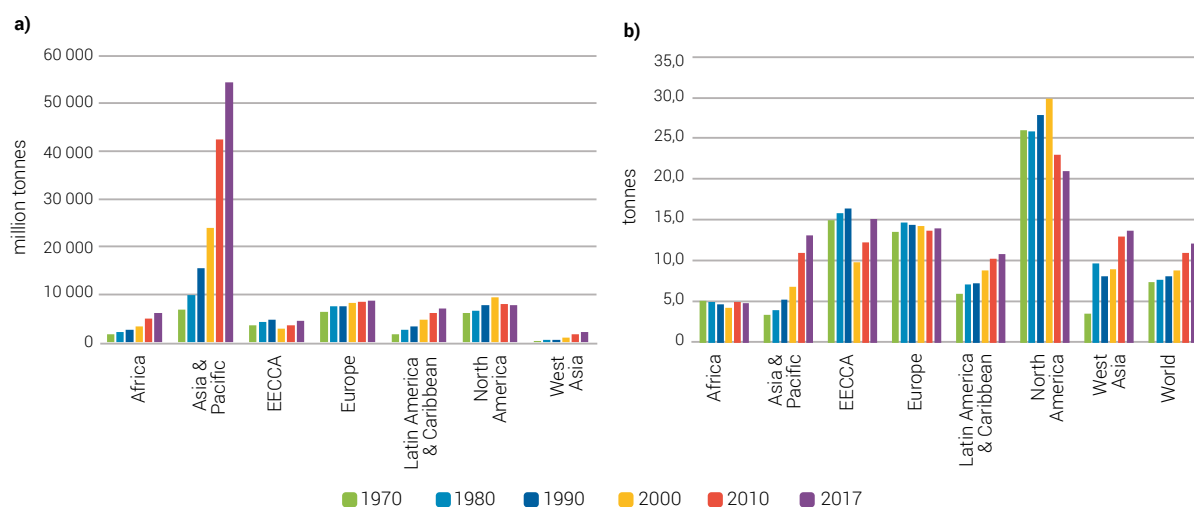 a)
million tonnes
60 000
50 000
40 000
30 000
20 000
10 000
0
Africa
Asia &
Pacific
EECCA
Europe
Latin America
& Caribbean
North
America
West
Asia
b)
tonnes
35,0
30,0
25,0
20,0
15,0
10,0
5,0
0
Africa
Asia &
Pacific
EECCA
Europe
Latin America
& Caribbean
North
America
West
Asia
World
1970 1980 1990 2000 2010 2017